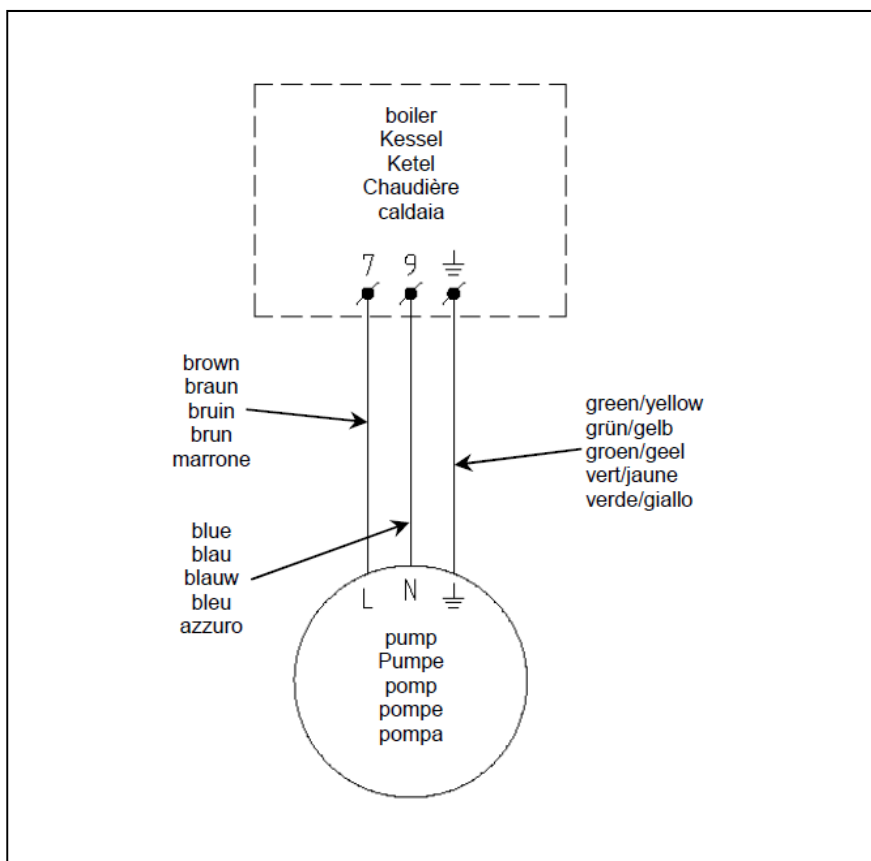 boiler
Kessel
Ketel
Chaudière
caldaia
7 9
brown
braun
bruin
brun
marrone
green/yellow
grün/gelb
groen/geel
vert/jaune
verde/giallo
blue
blau
blauw
bleu
azzuro
L N
pump
Pumpe
pomp
pompe
pompa